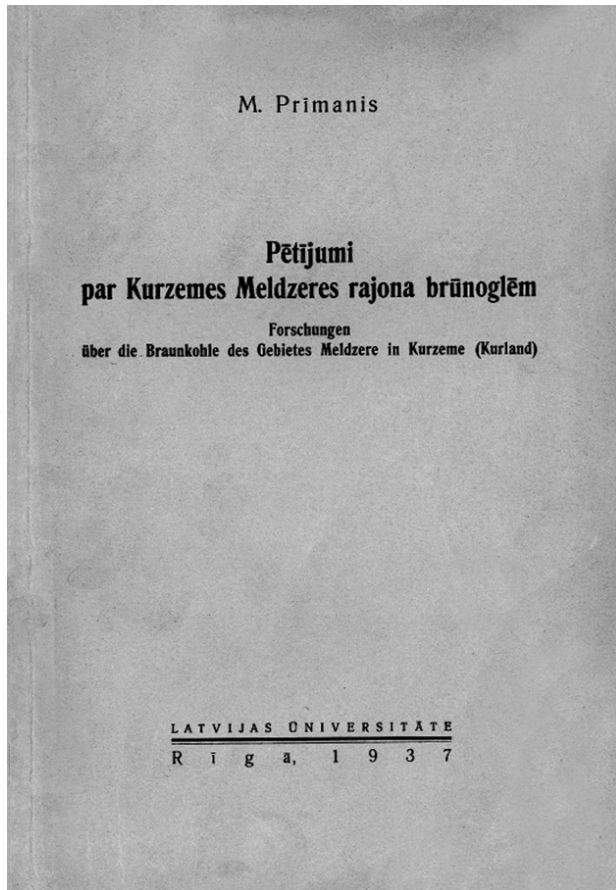 M. Prīmanis
Pētījumi
par Kurzemes Meldzeres rajona brūnoglēm
Forschungen
über die Braunkohle des Gebietes Meldzere in Kurzeme (Kurland)
LATVIJAS ŪNIVERSITĀTE
Rīgā, 1937